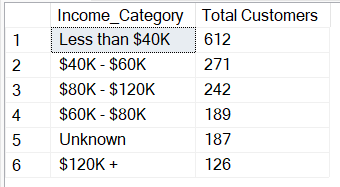 Income_Category Total Customers
1 Less than $40K 612
2 $40K - $60K 271
3 $80K - $120K 242
4 $60K - $80K 189
5 Unknown 187
6 $120K + 126